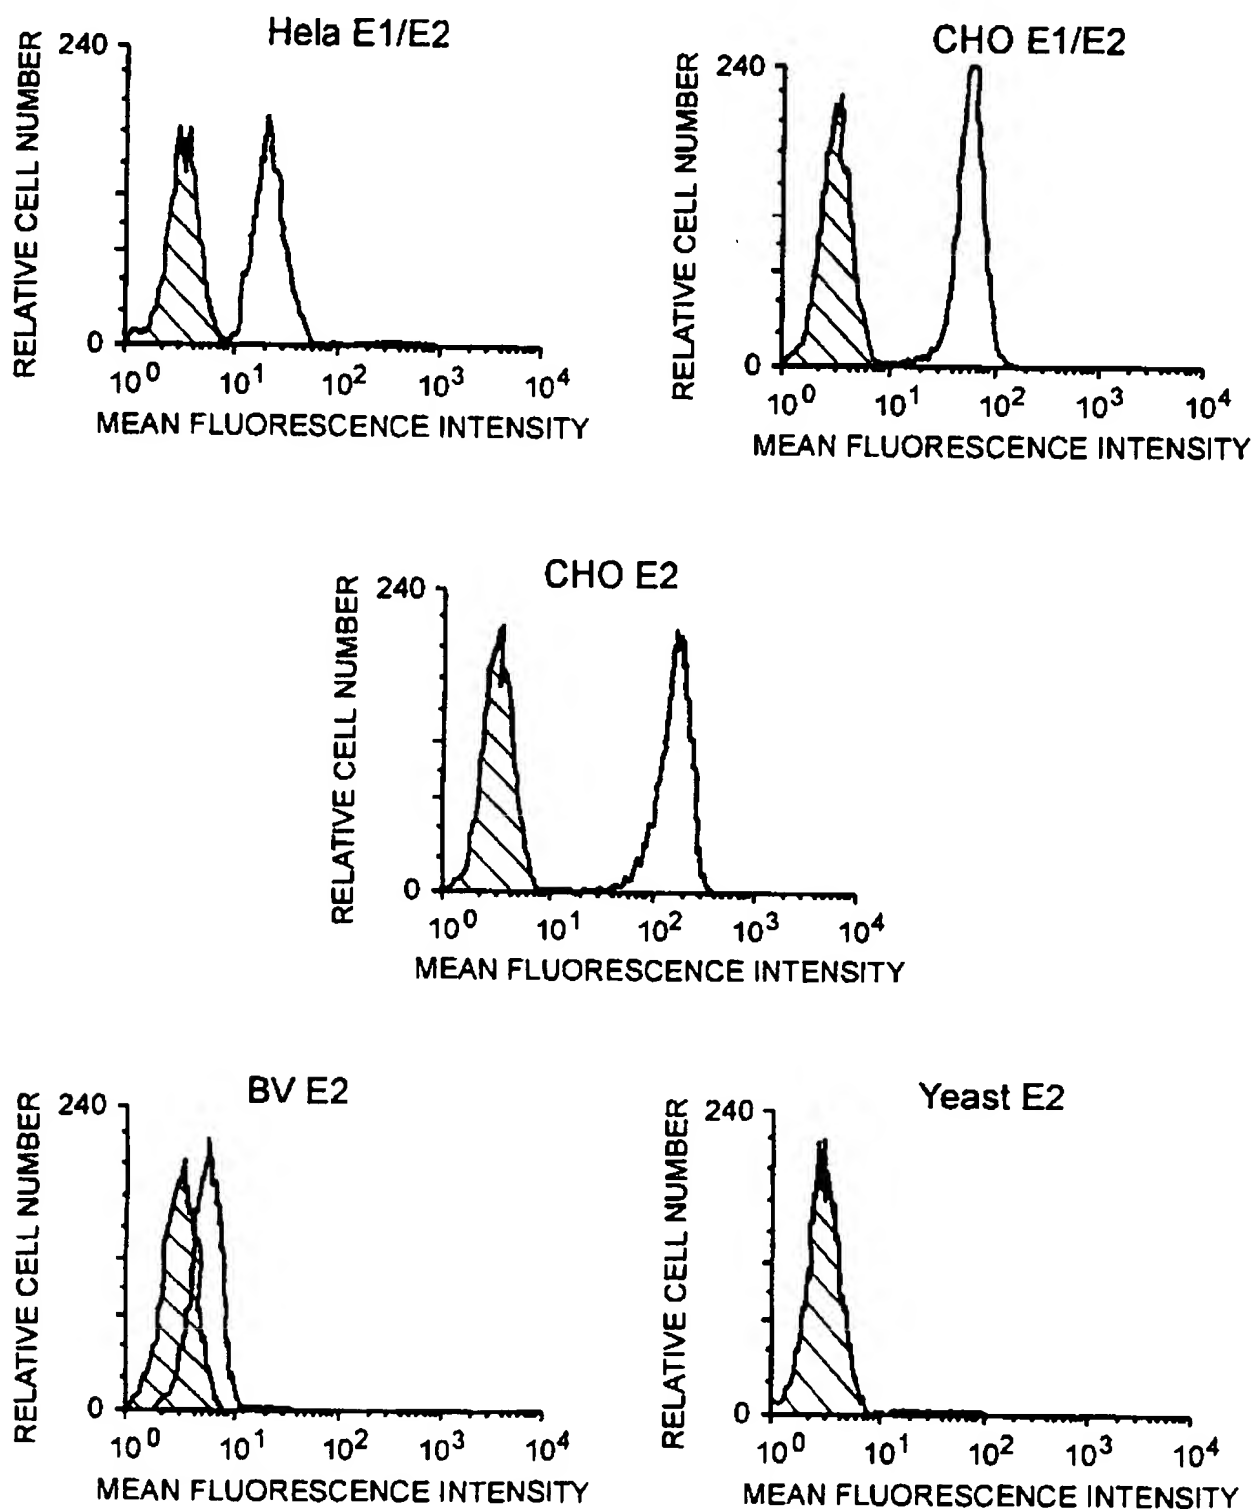 Hela E1/E2
RELATIVE CELL NUMBER
240
0
10^0 10^1 10^2 10^3 10^4
MEAN FLUORESCENCE INTENSITY
CHO E1/E2
RELATIVE CELL NUMBER
240
0
10^0 10^1 10^2 10^3 10^4
MEAN FLUORESCENCE INTENSITY
CHO E2
RELATIVE CELL NUMBER
240
0
10^0 10^1 10^2 10^3 10^4
MEAN FLUORESCENCE INTENSITY
BV E2
RELATIVE CELL NUMBER
240
0
10^0 10^1 10^2 10^3 10^4
MEAN FLUORESCENCE INTENSITY
Yeast E2
RELATIVE CELL NUMBER
240
0
10^0 10^1 10^2 10^3 10^4
MEAN FLUORESCENCE INTENSITY